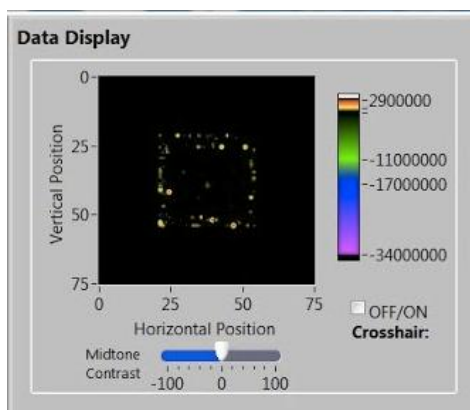 Data Display
0
25
50
75
Vertical Position
0 25 50 75
Horizontal Position
-2900000
--11000000
--17000000
--34000000
OFF/ON
Crosshair:
Midtone
Contrast
-100 0 100